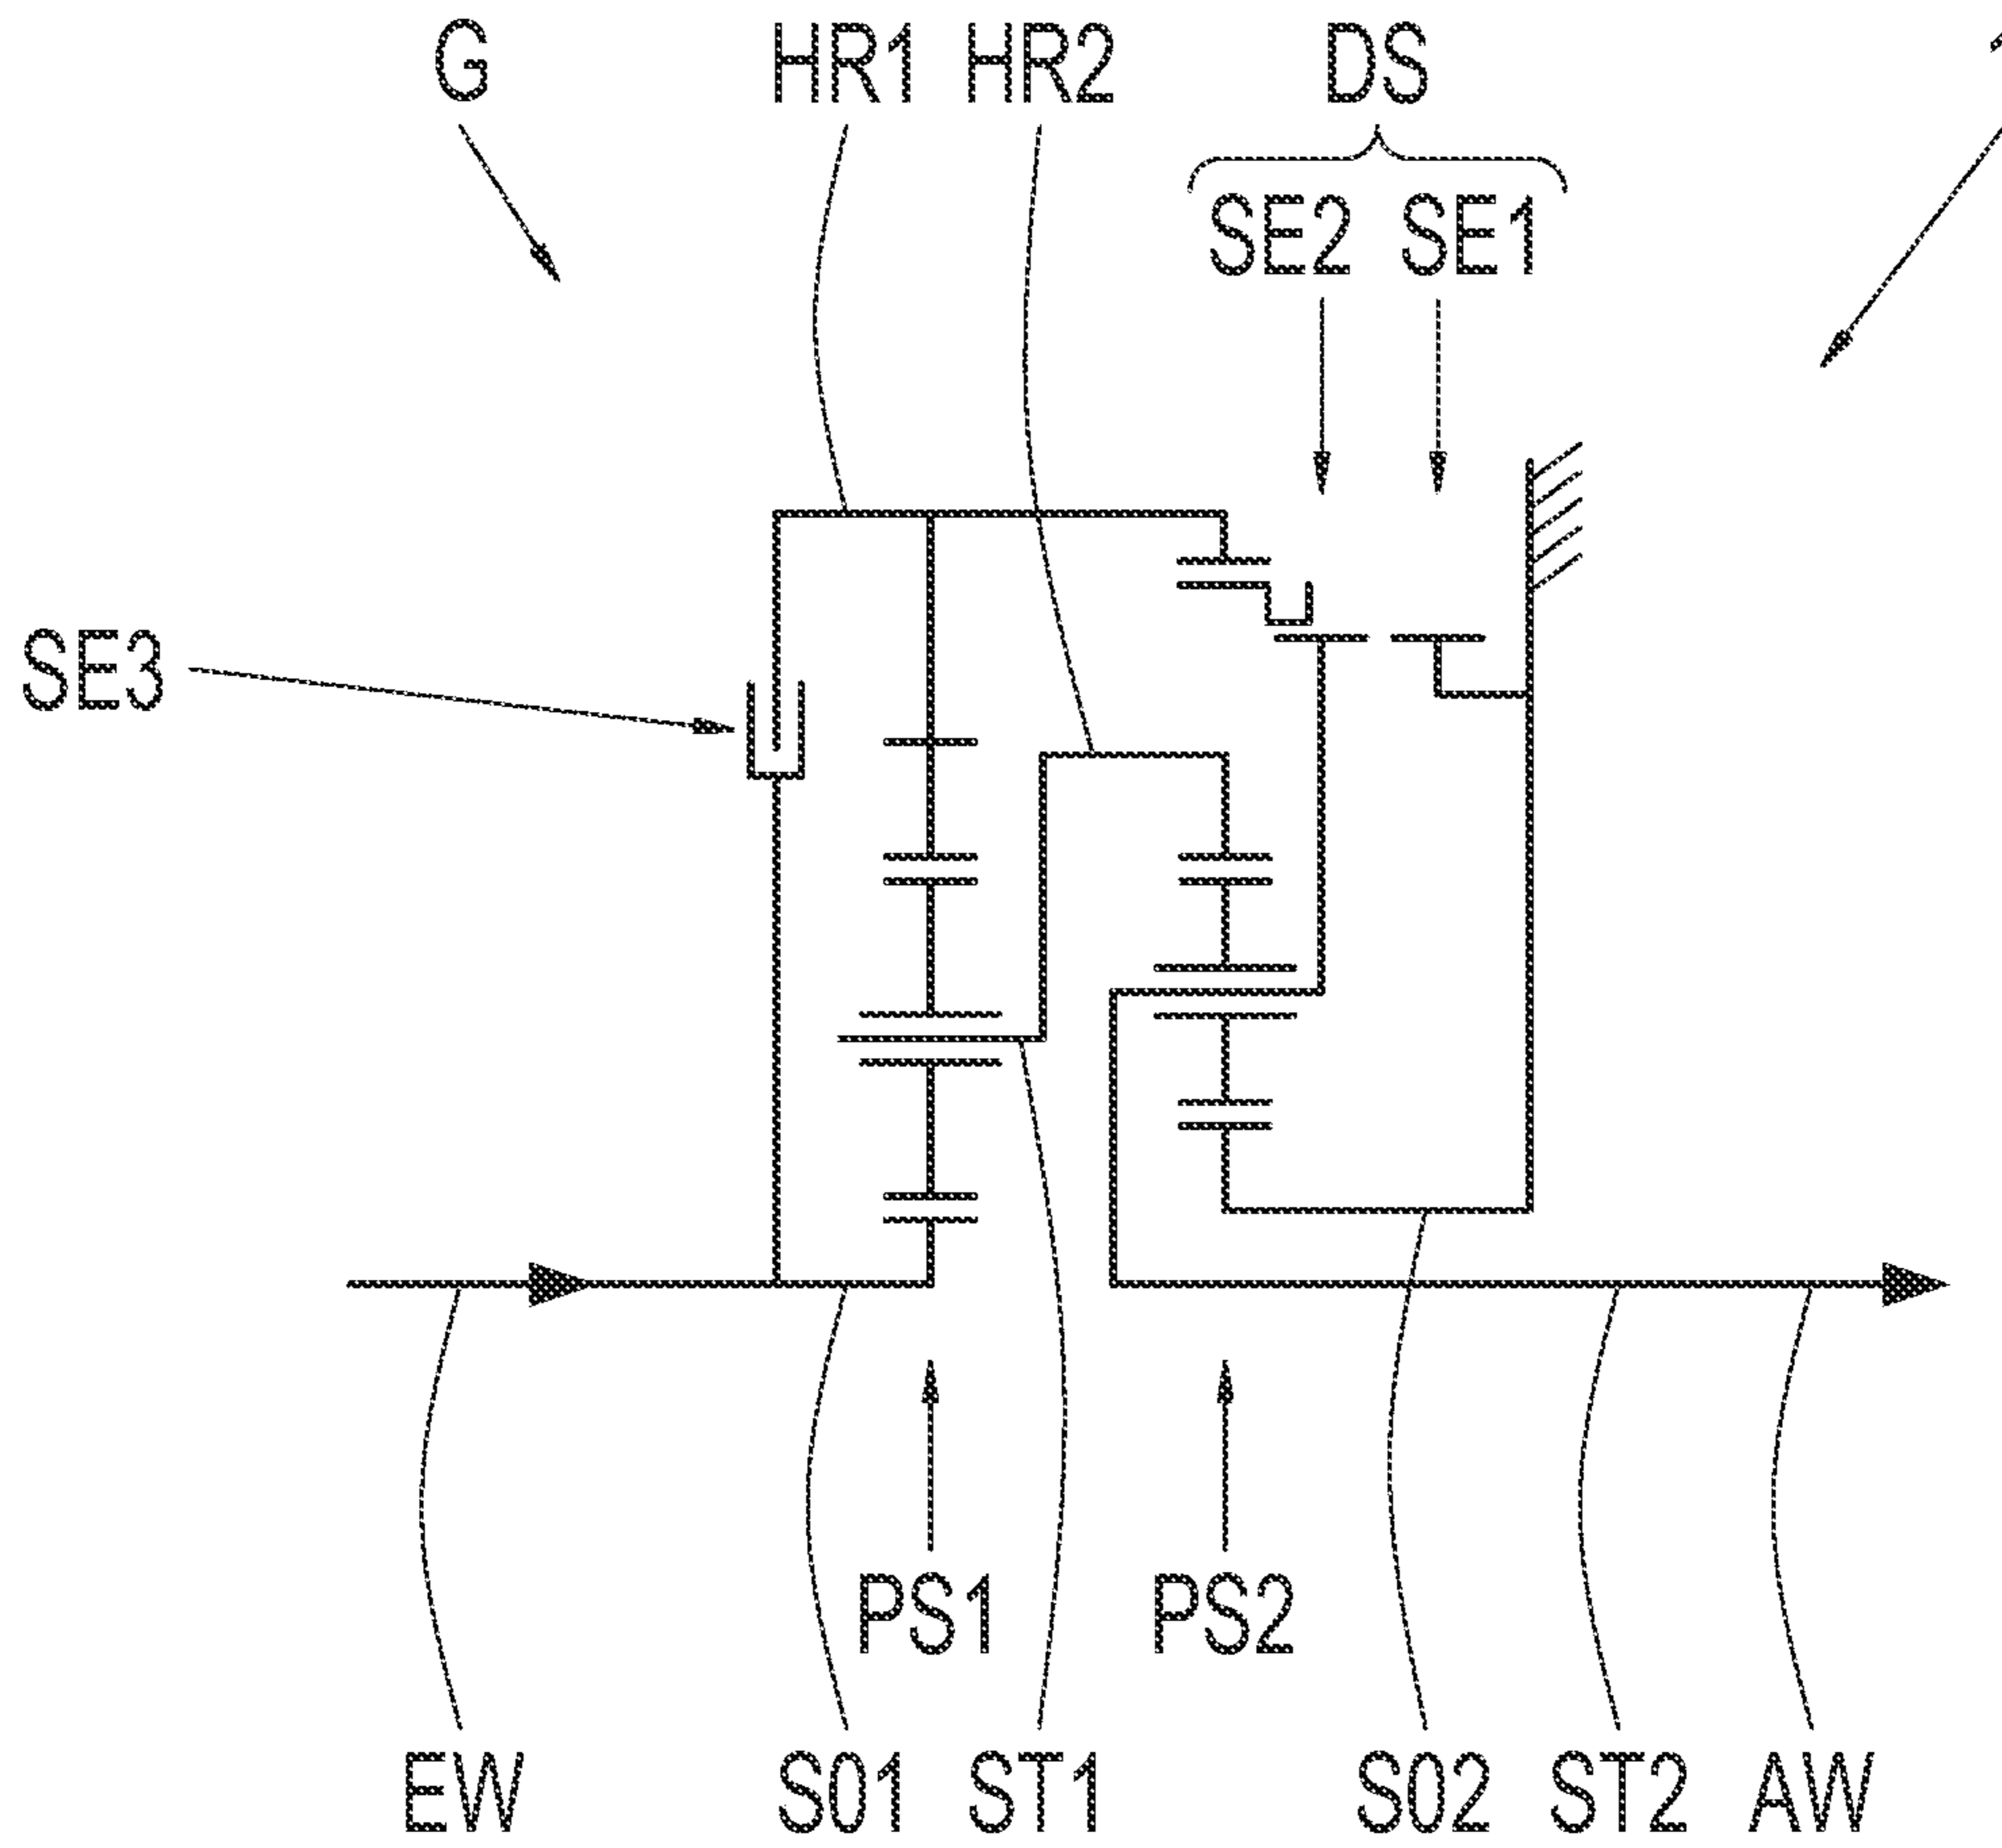 G HR1 HR2 DS
SE2 SE1
SE3
PS1 PS2
EW S01 ST1 S02 ST2 AW